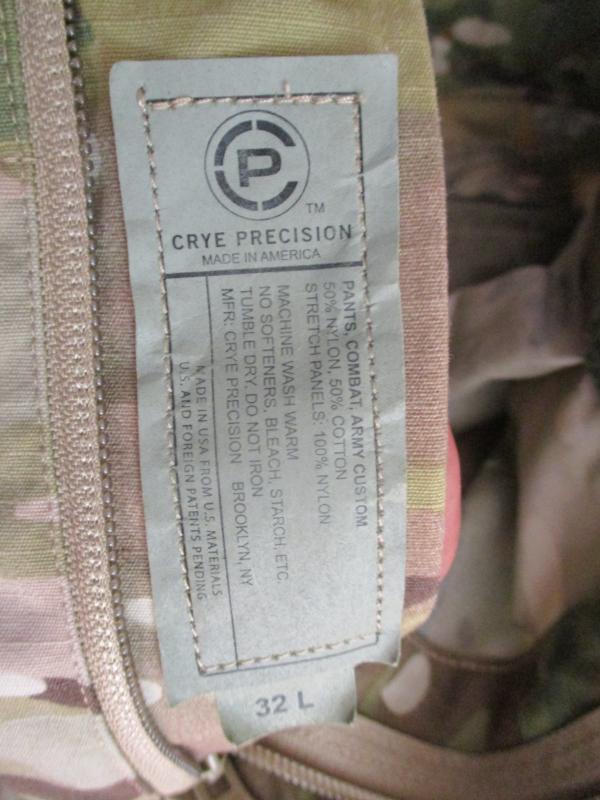 CP
TM
CRYE PRECISION
MADE IN AMERICA
PANTS, COMBAT, ARMY CUSTOM
50% NYLON, 50% COTTON
STRETCH PANELS: 100% NYLON
MACHINE WASH WARM
NO SOFTENERS, BLEACH, STARCH, ETC.
TUMBLE DRY. DO NOT IRON
MFR: CRYE PRECISION BROOKLYN, NY
MADE IN USA FROM U.S. MATERIALS
U.S. AND FOREIGN PATENTS PENDING
32 L